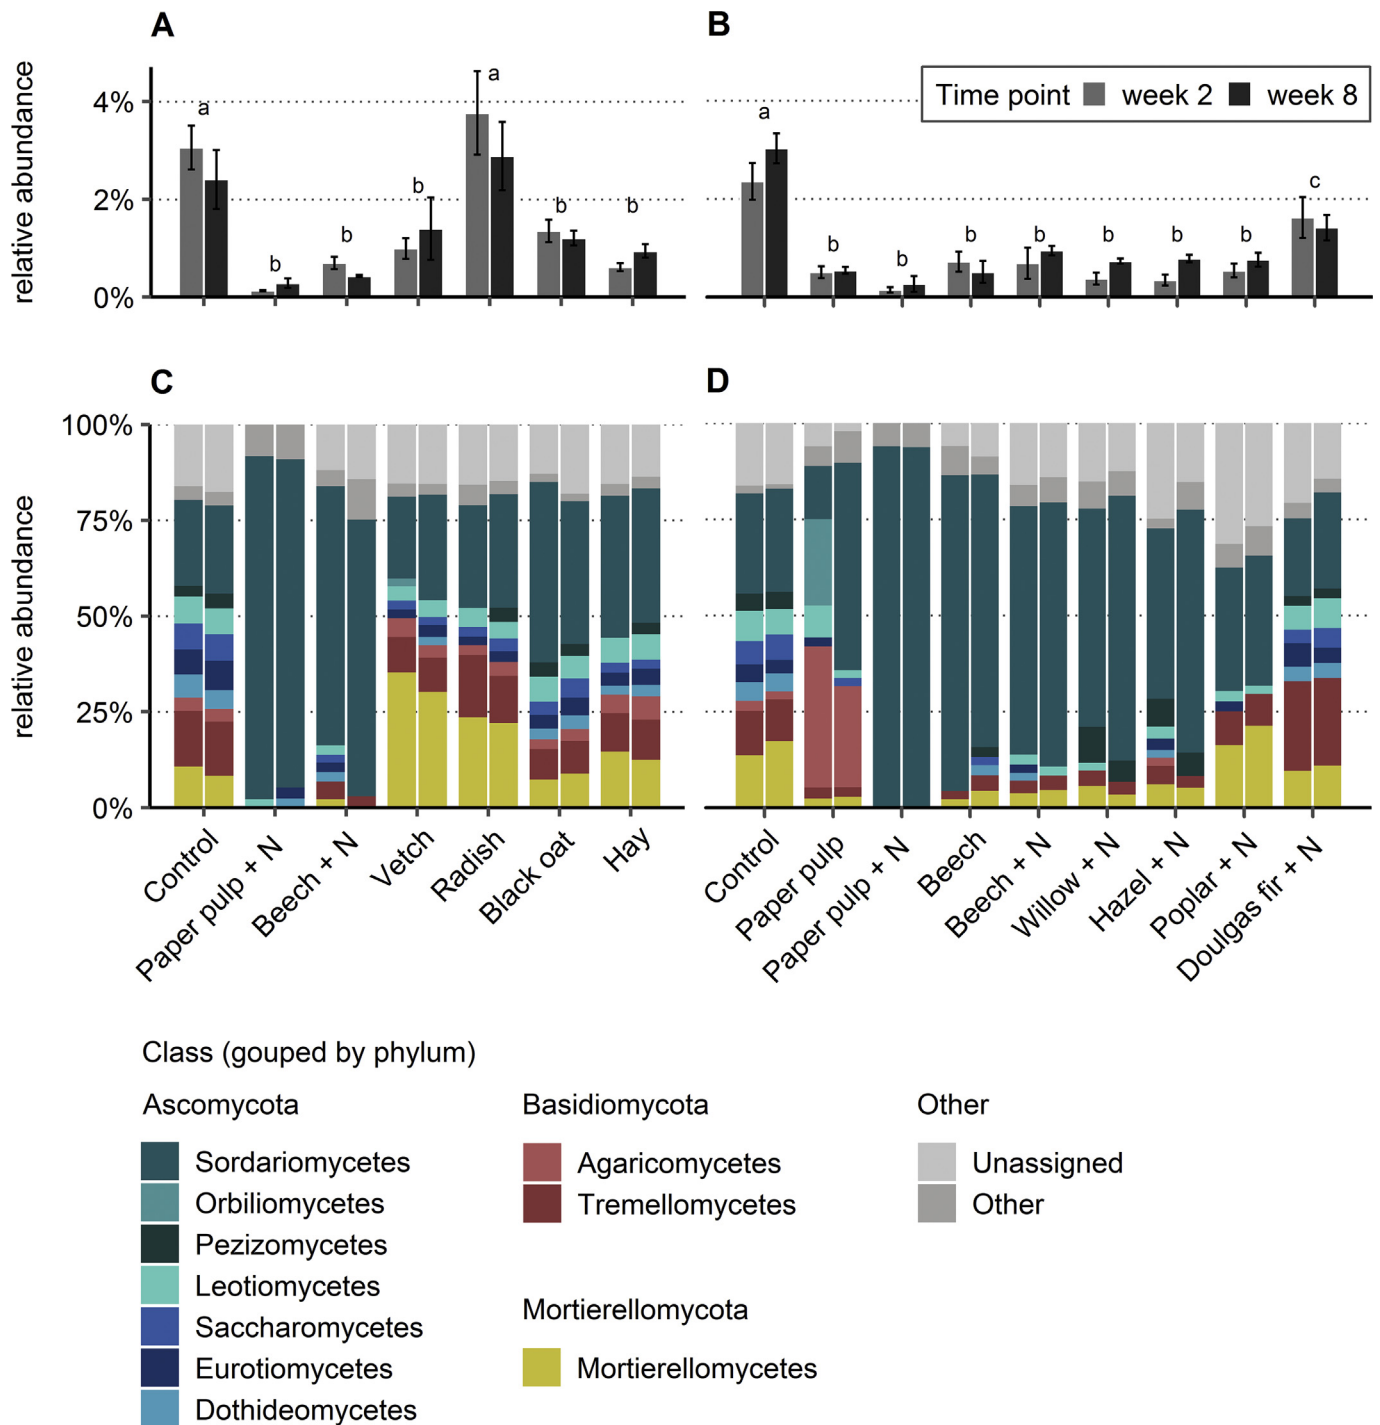 A
B
relative abundance
4%
2%
0%
a
b
b
b
a
b
b
Time point week 2 week 8
a
b
b
b
b
b
b
b
c
C
D
relative abundance
100%
75%
50%
25%
0%
Control
Paper pulp + N
Beech + N
Vetch
Radish
Black oat
Hay
Control
Paper pulp
Paper pulp + N
Beech
Beech + N
Willow + N
Hazel + N
Poplar + N
Doulgas fir + N
Class (gouped by phylum)
Ascomycota
Sordariomycetes
Orbiliomycetes
Pezizomycetes
Leotiomycetes
Saccharomycetes
Eurotiomycetes
Dothideomycetes
Basidiomycota
Agaricomycetes
Tremellomycetes
Mortierellomycota
Mortierellomycetes
Other
Unassigned
Other